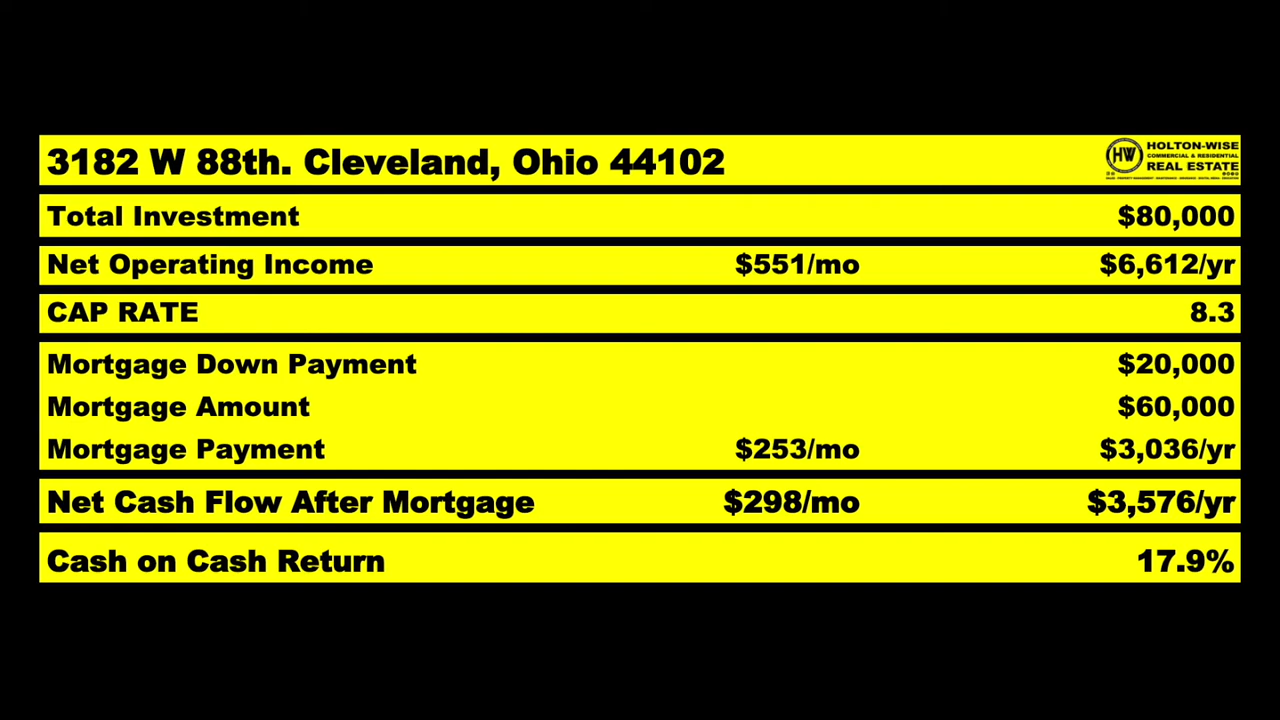 3182 W 88th. Cleveland, Ohio 44102
HW
HOLTON-WISE
COMMERCIAL & RESIDENTIAL
REAL ESTATE
Total Investment $80,000
Net Operating Income $551/mo $6,612/yr
CAP RATE 8.3
Mortgage Down Payment $20,000
Mortgage Amount $60,000
Mortgage Payment $253/mo $3,036/yr
Net Cash Flow After Mortgage $298/mo $3,576/yr
Cash on Cash Return 17.9%